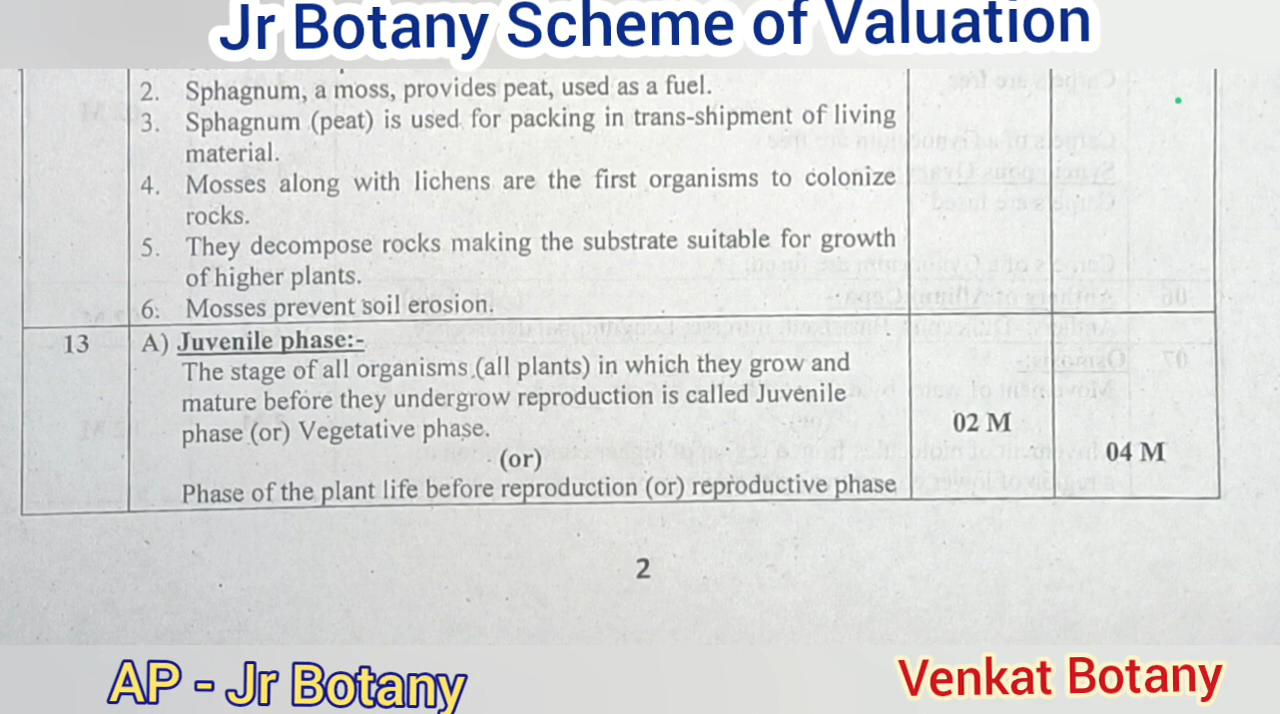 Jr Botany Scheme of Valuation
2. Sphagnum, a moss, provides peat, used as a fuel.
3. Sphagnum (peat) is used for packing in trans-shipment of living
material.
4. Mosses along with lichens are the first organisms to colonize
rocks.
5. They decompose rocks making the substrate suitable for growth
of higher plants.
6. Mosses prevent soil erosion.
13 A) Juvenile phase:-
The stage of all organisms (all plants) in which they grow and
mature before they undergrow reproduction is called Juvenile
phase (or) Vegetative phase.
02 M
(or)
04 M
Phase of the plant life before reproduction (or) reproductive phase
2
AP - Jr Botany
Venkat Botany